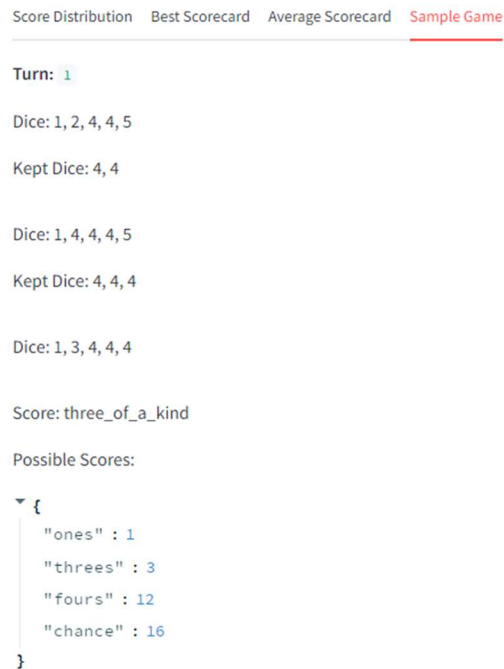 Score Distribution Best Scorecard Average Scorecard Sample Game
Turn: 1
Dice: 1, 2, 4, 4, 5
Kept Dice: 4, 4
Dice: 1, 4, 4, 4, 5
Kept Dice: 4, 4, 4
Dice: 1, 3, 4, 4, 4
Score: three_of_a_kind
Possible Scores:
{
"ones" : 1
"threes" : 3
"fours" : 12
"chance" : 16
}